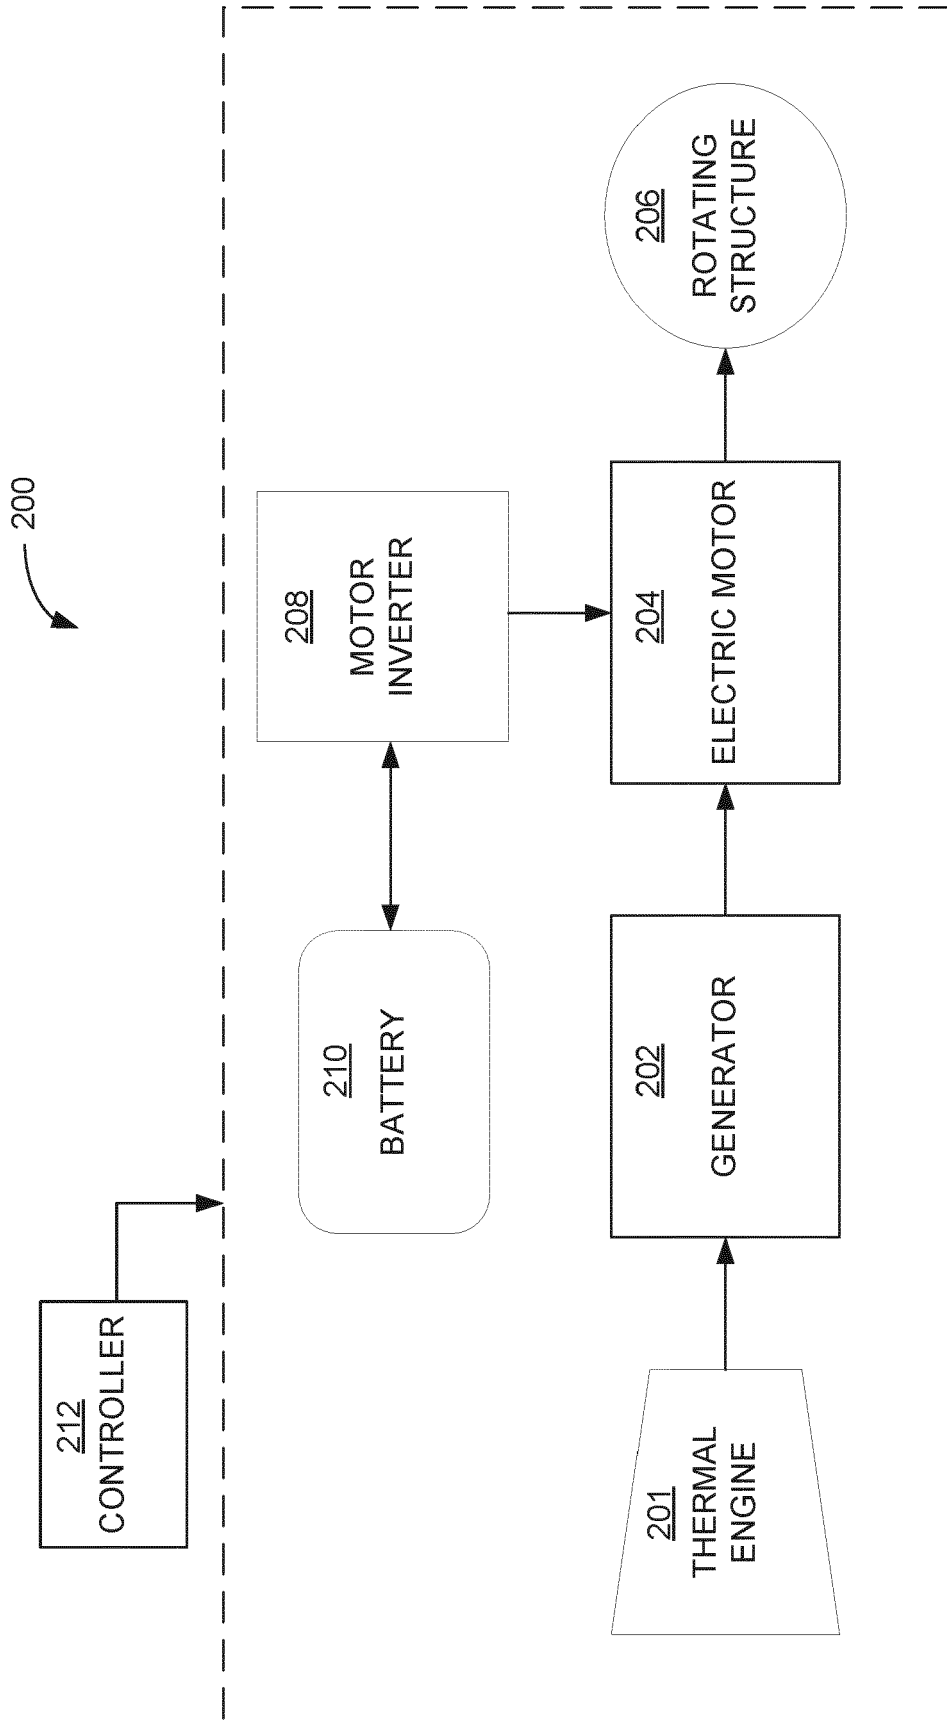 200
212
CONTROLLER
210
BATTERY
208
MOTOR
INVERTER
201
THERMAL
ENGINE
202
GENERATOR
204
ELECTRIC MOTOR
206
ROTATING
STRUCTURE